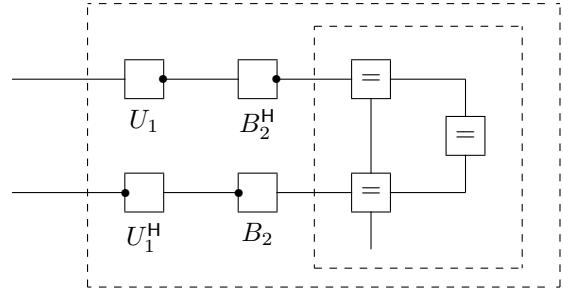 =
U₁ B₂ᴴ
=
=
U₁ᴴ B₂